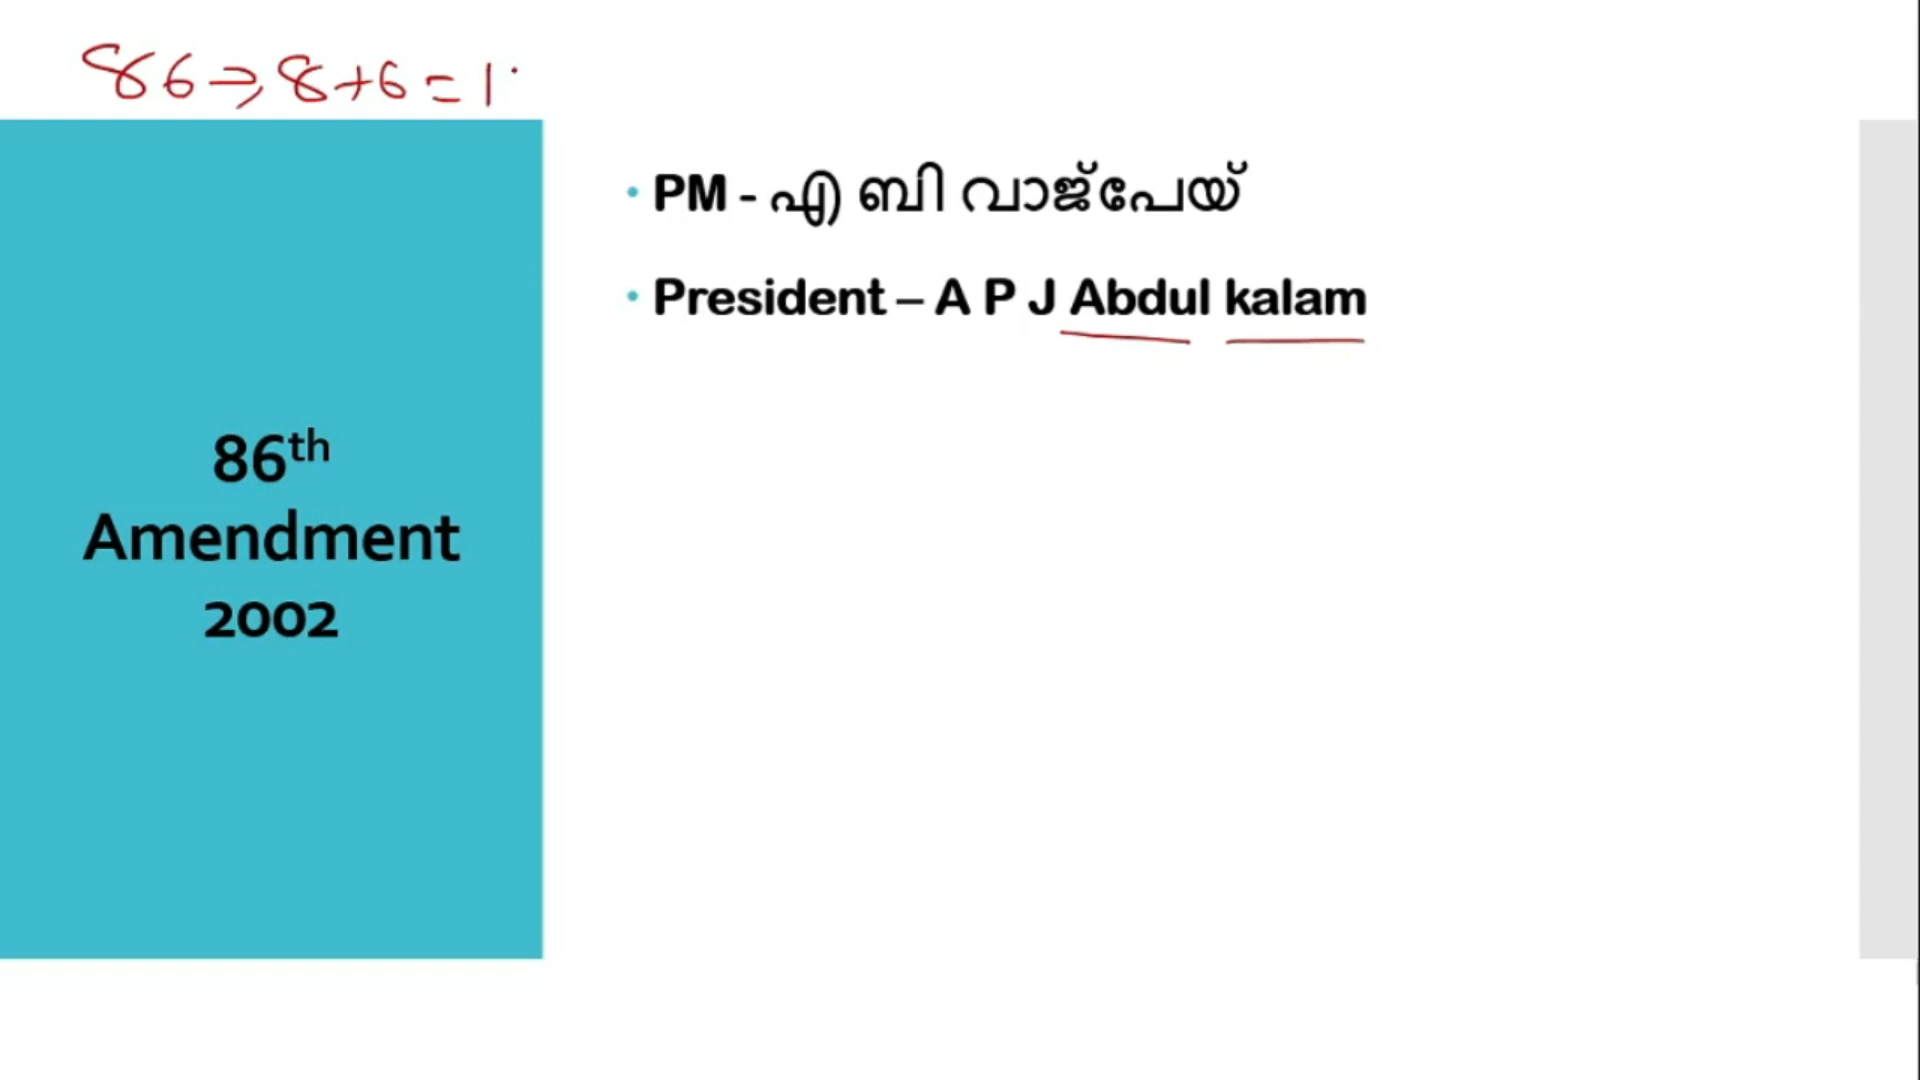 86 ⇒ 8+6 = 1
86th
Amendment
2002
• PM - എ ബി വാജ്പേയ്
• President – A P J Abdul kalam